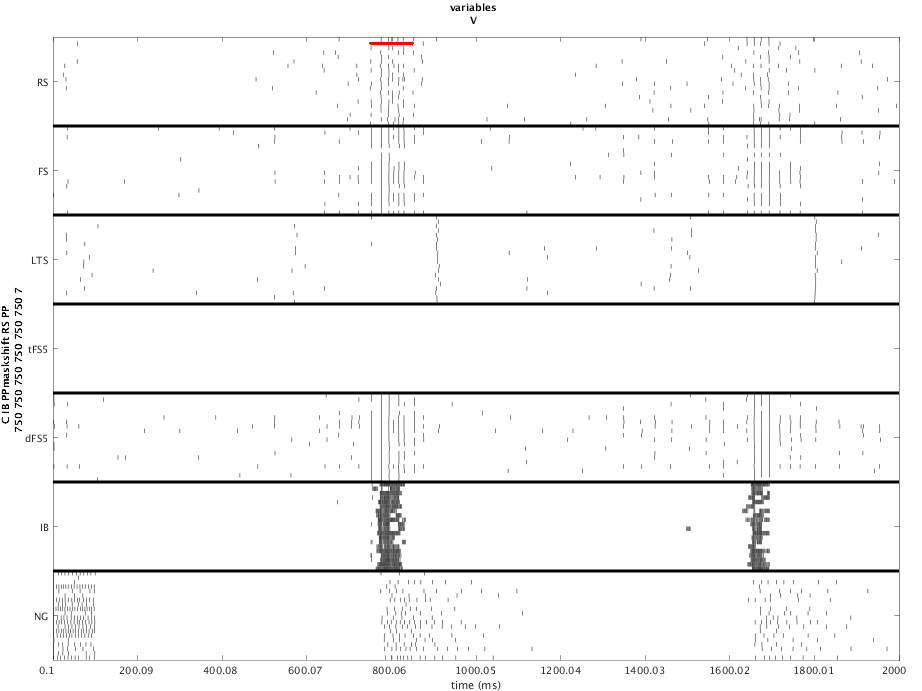 variables
V
C IB PPmaskshift RS PP
750 750 750 750 750 7
RS
FS
LTS
tFS5
dFS5
IB
NG
0.1 200.09 400.08 600.07 800.06 1000.05 1200.04 1400.03 1600.02 1800.01 2000
time (ms)